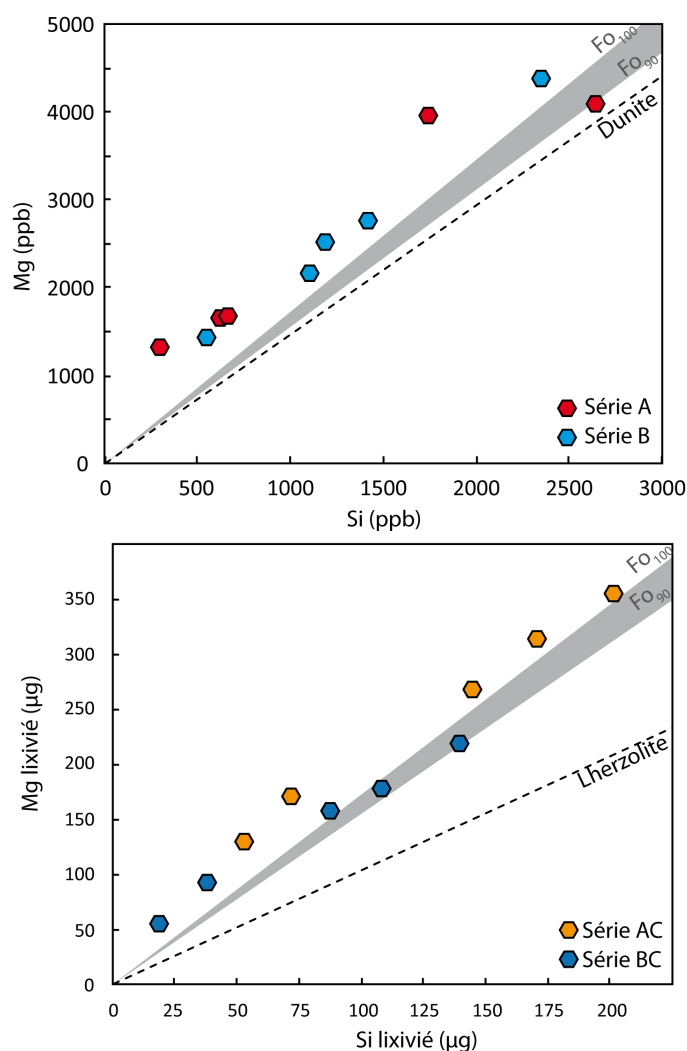 5000
4000
3000
2000
1000
0
Mg (ppb)
Fo100
Fo90
Dunite
Série A
Série B
0 500 1000 1500 2000 2500 3000
Si (ppb)
350
300
250
200
150
100
50
0
Mg lixivié (µg)
Fo100
Fo90
Lherzolite
Série AC
Série BC
0 25 50 75 100 125 150 175 200
Si lixivié (µg)